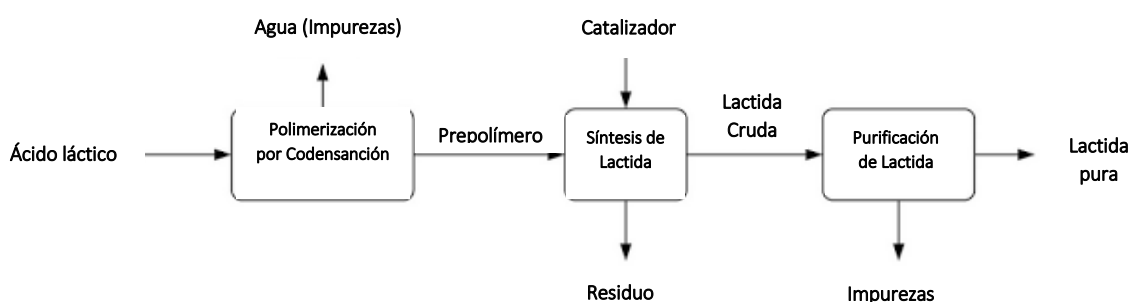 Agua (Impurezas)
Catalizador
Ácido láctico
Polimerización
por Codensanción
Prepolímero
Síntesis de
Lactida
Lactida
Cruda
Purificación
de Lactida
Lactida
pura
Residuo
Impurezas